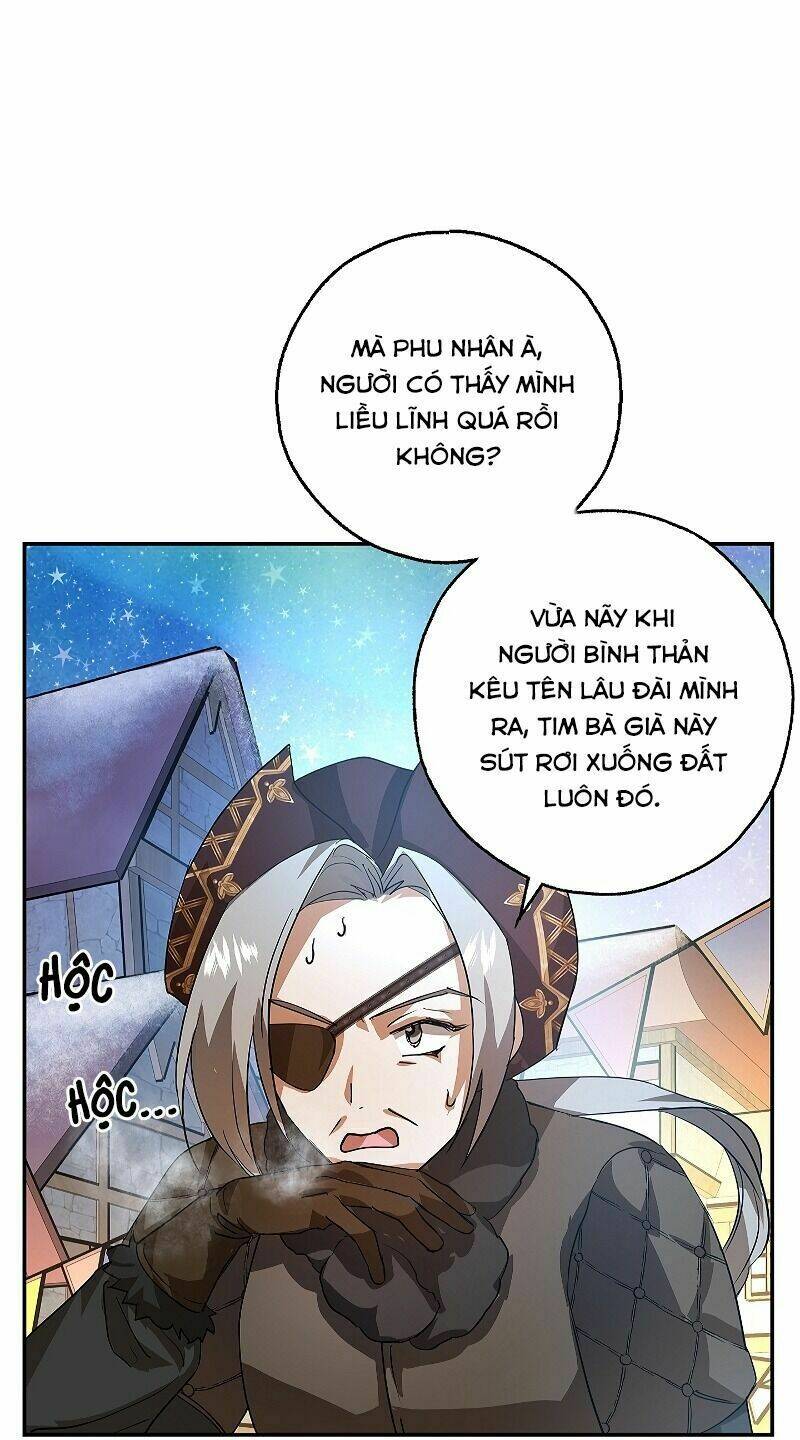 MÀ PHU NHÂN À,
NGƯỜI CÓ THẤY MÌNH
LIỀU LĨNH QUÁ RỒI
KHÔNG?
VỪA NÃY KHI
NGƯỜI BÌNH THẢN
KÊU TÊN LÂU ĐÀI MÌNH
RA, TIM BÀ GIÀ NÀY
SÚT RƠI XUỐNG ĐẤT
LUÔN ĐÓ.
HỘC
HỘC...